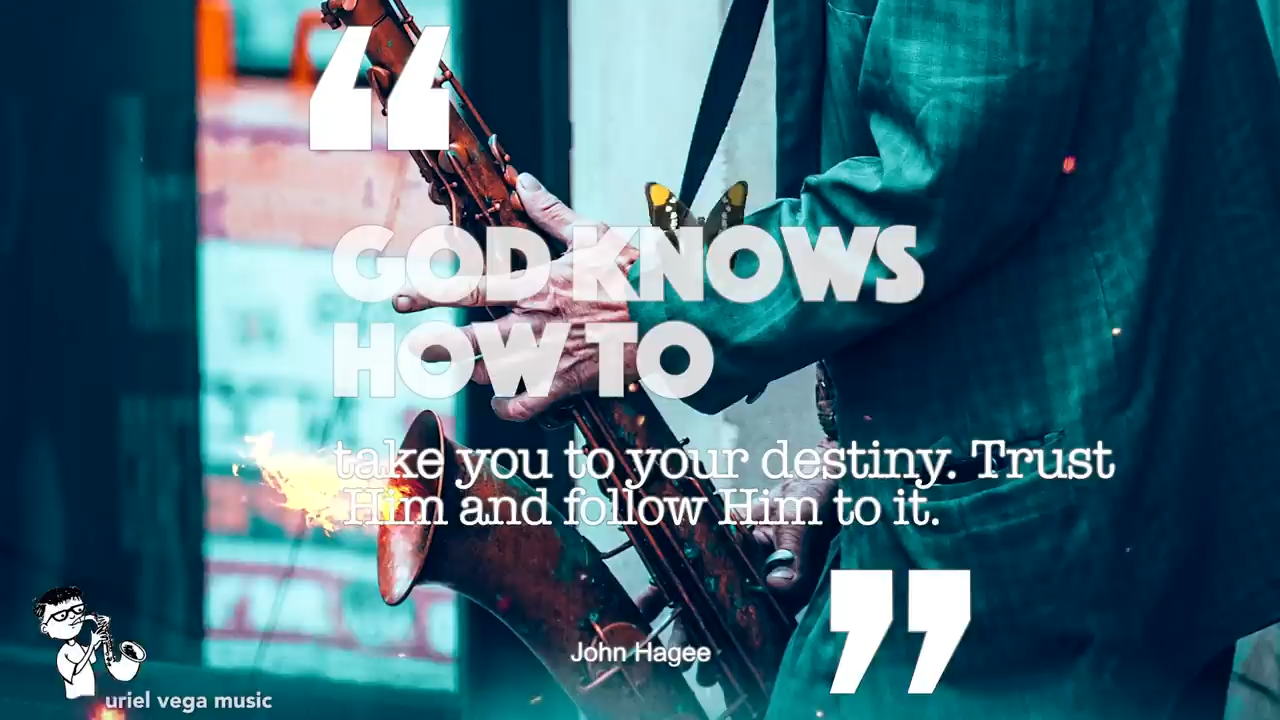 “
GOD KNOWS
HOW TO
take you to your destiny. Trust
Him and follow Him to it.
”
John Hagee
uriel vega music